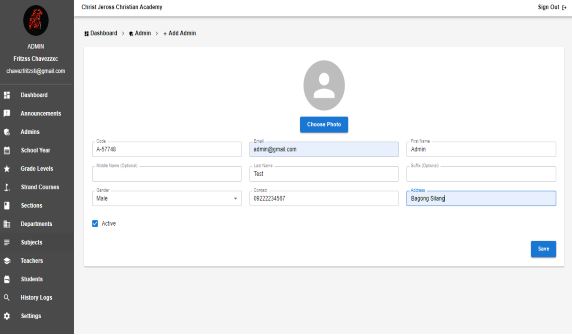 Christ Jeross Christian Academy
Sign Out
ADMIN
Fritzss Chavezzxc
chavezfritzsti@gmail.com
Dashboard
Announcements
Admins
School Year
Grade Levels
Strand Courses
Sections
Departments
Subjects
Teachers
Students
History Logs
Settings
Dashboard > Admin > + Add Admin
Choose Photo
Code
A-57748
Email
admin@gmail.com
First Name
Admin
Middle Name (Optional)
Last Name
Test
Suffix (Optional)
Gender
Male
Contact
09222234567
Address
Bagong Silang
Active
Save